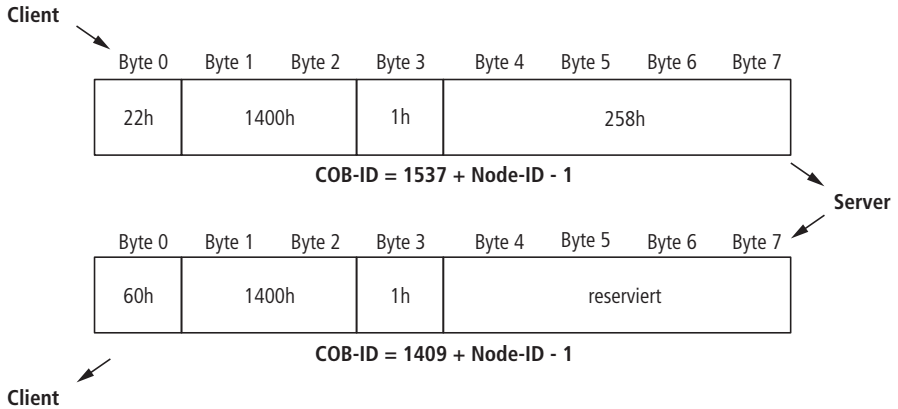 Client
Byte 0 Byte 1 Byte 2 Byte 3 Byte 4 Byte 5 Byte 6 Byte 7
22h 1400h 1h 258h
COB-ID = 1537 + Node-ID - 1
Server
Byte 0 Byte 1 Byte 2 Byte 3 Byte 4 Byte 5 Byte 6 Byte 7
60h 1400h 1h reserviert
COB-ID = 1409 + Node-ID - 1
Client